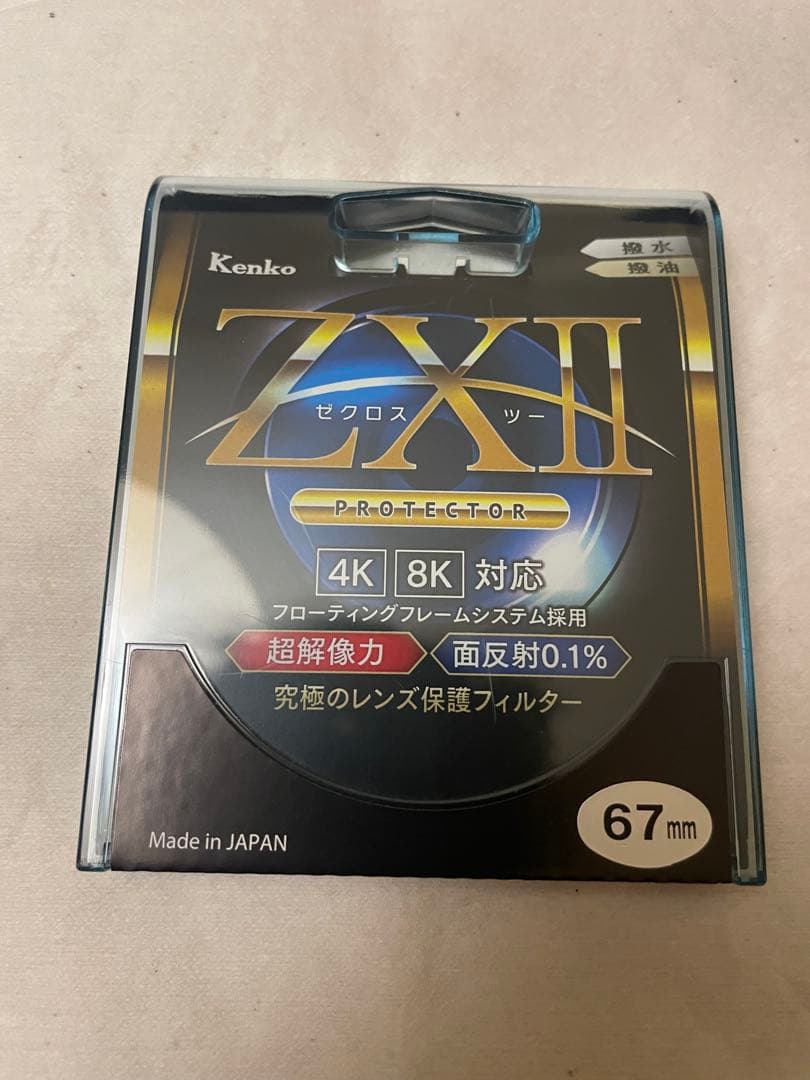 Kenko
撥水
撥油
ZXII
ゼクロス ツー
PROTECTOR
4K 8K 対応
フローティングフレームシステム採用
超解像力 面反射0.1%
究極のレンズ保護フィルター
67mm
Made in JAPAN